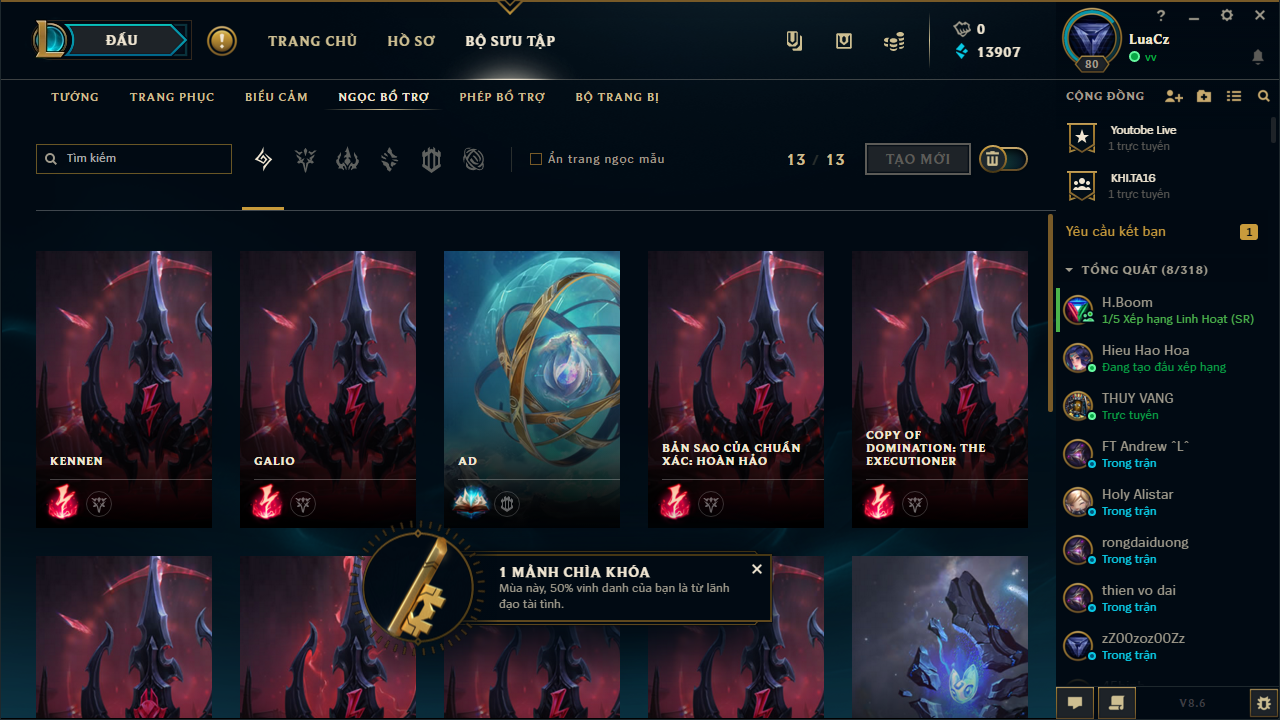 ĐẤU
TRANG CHỦ
HỒ SƠ
BỘ SƯU TẬP
0
13907
80
LuaCz
vv
TƯỚNG
TRANG PHỤC
BIỂU CẢM
NGỌC BỔ TRỢ
PHÉP BỔ TRỢ
BỘ TRANG BỊ
CỘNG ĐỒNG
Tìm kiếm
Ẩn trang ngọc mẫu
13 / 13
TẠO MỚI
Youtobe Live
1 trực tuyến
KHI.TA16
1 trực tuyến
Yêu cầu kết bạn
1
TỔNG QUÁT (8/318)
H.Boom
1/5 Xếp hạng Linh Hoạt (SR)
Hieu Hao Hoa
Đang tạo đấu xếp hạng
THUY VANG
Trực tuyến
FT Andrew ˆLˆ
Trong trận
Holy Alistar
Trong trận
rongdaiduong
Trong trận
thien vo dai
Trong trận
zZ00zoz00Zz
Trong trận
KENNEN
GALIO
AD
BẢN SAO CỦA CHUẨN
XÁC: HOÀN HẢO
COPY OF
DOMINATION: THE
EXECUTIONER
1 MẢNH CHÌA KHÓA
Mùa này, 50% vinh danh của bạn là từ lãnh
đạo tài tình.
V8.6